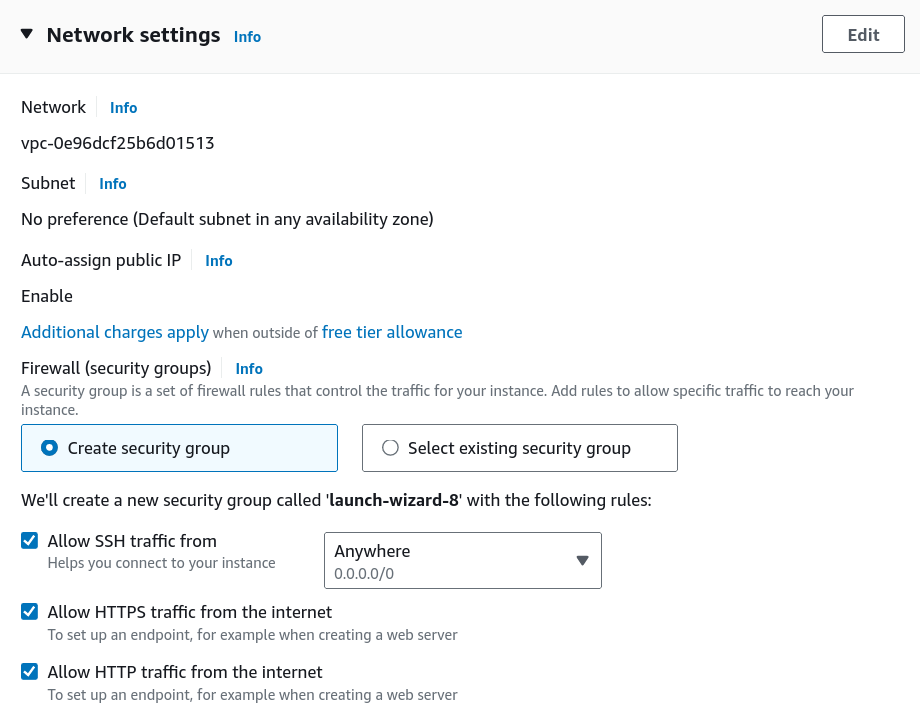 Network settings Info
Edit
Network Info
vpc-0e96dcf25b6d01513
Subnet Info
No preference (Default subnet in any availability zone)
Auto-assign public IP Info
Enable
Additional charges apply when outside of free tier allowance
Firewall (security groups) Info
A security group is a set of firewall rules that control the traffic for your instance. Add rules to allow specific traffic to reach your
instance.
Create security group
Select existing security group
We'll create a new security group called 'launch-wizard-8' with the following rules:
Allow SSH traffic from
Helps you connect to your instance
Anywhere
0.0.0.0/0
Allow HTTPS traffic from the internet
To set up an endpoint, for example when creating a web server
Allow HTTP traffic from the internet
To set up an endpoint, for example when creating a web server